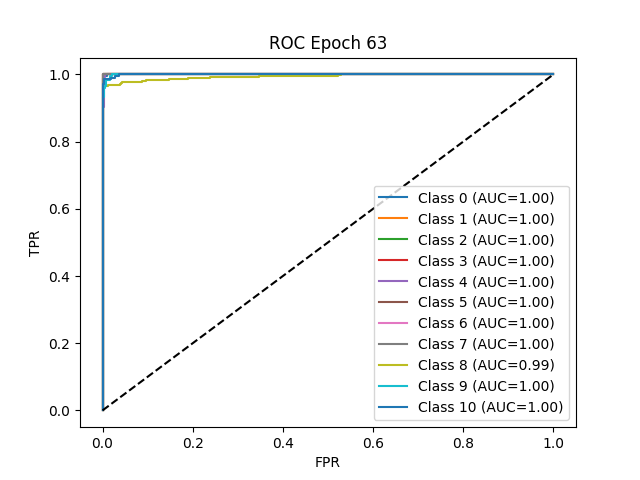 ROC Epoch 63
1.0
0.8
0.6
0.4
0.2
0.0
TPR
Class 0 (AUC=1.00)
Class 1 (AUC=1.00)
Class 2 (AUC=1.00)
Class 3 (AUC=1.00)
Class 4 (AUC=1.00)
Class 5 (AUC=1.00)
Class 6 (AUC=1.00)
Class 7 (AUC=1.00)
Class 8 (AUC=0.99)
Class 9 (AUC=1.00)
Class 10 (AUC=1.00)
0.0 0.2 0.4 0.6 0.8 1.0
FPR